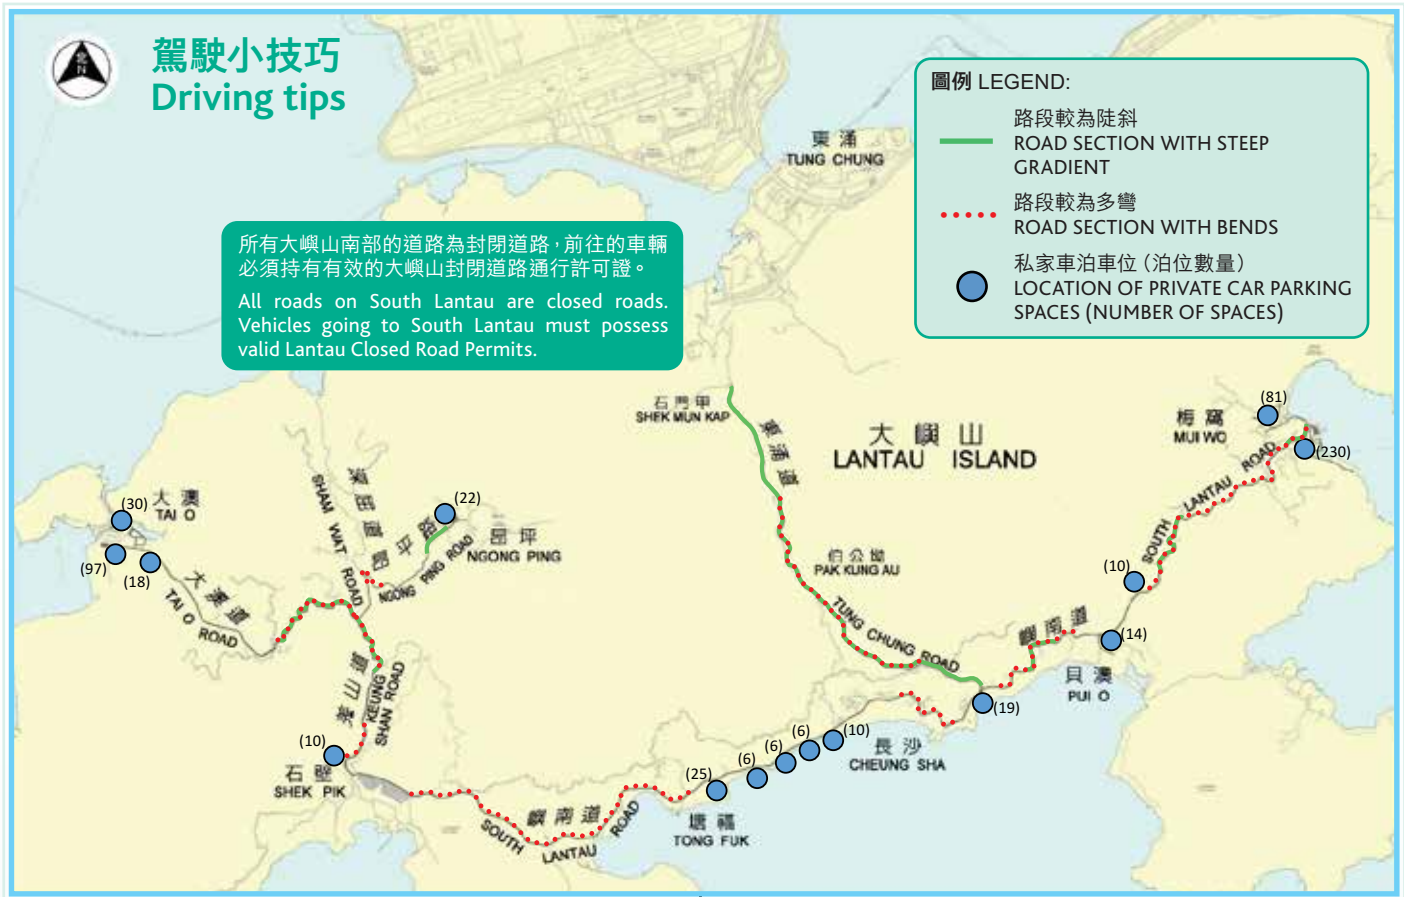 北
N
駕駛小技巧
Driving tips
圖例 LEGEND:
路段較為陡斜
ROAD SECTION WITH STEEP
GRADIENT
路段較為多彎
ROAD SECTION WITH BENDS
私家車泊車位（泊位數量）
LOCATION OF PRIVATE CAR PARKING
SPACES (NUMBER OF SPACES)
東涌
TUNG CHUNG
所有大嶼山南部的道路為封閉道路，前往的車輛
必須持有有效的大嶼山封閉道路通行許可證。
All roads on South Lantau are closed roads.
Vehicles going to South Lantau must possess
valid Lantau Closed Road Permits.
石門甲
SHEK MUN KAP
東涌道
大嶼山
LANTAU ISLAND
梅窩
MUI WO
(81)
(230)
SOUTH LANTAU ROAD
(30)
大澳
TAI O
(97)
(18)
大澳道
TAI O ROAD
深屈道
SHAM WAT ROAD
昂坪路
NGONG PING ROAD
(22)
昂坪
NGONG PING
伯公坳
PAK KUNG AU
TUNG CHUNG ROAD
(10)
嶼南道
(14)
貝澳
PUI O
羗山道
KEUNG
SHAN ROAD
(10)
石壁
SHEK PIK
嶼南道
SOUTH LANTAU ROAD
(25)
(6)
(6)
(6)
(10)
(19)
長沙
CHEUNG SHA
塘福
TONG FUK